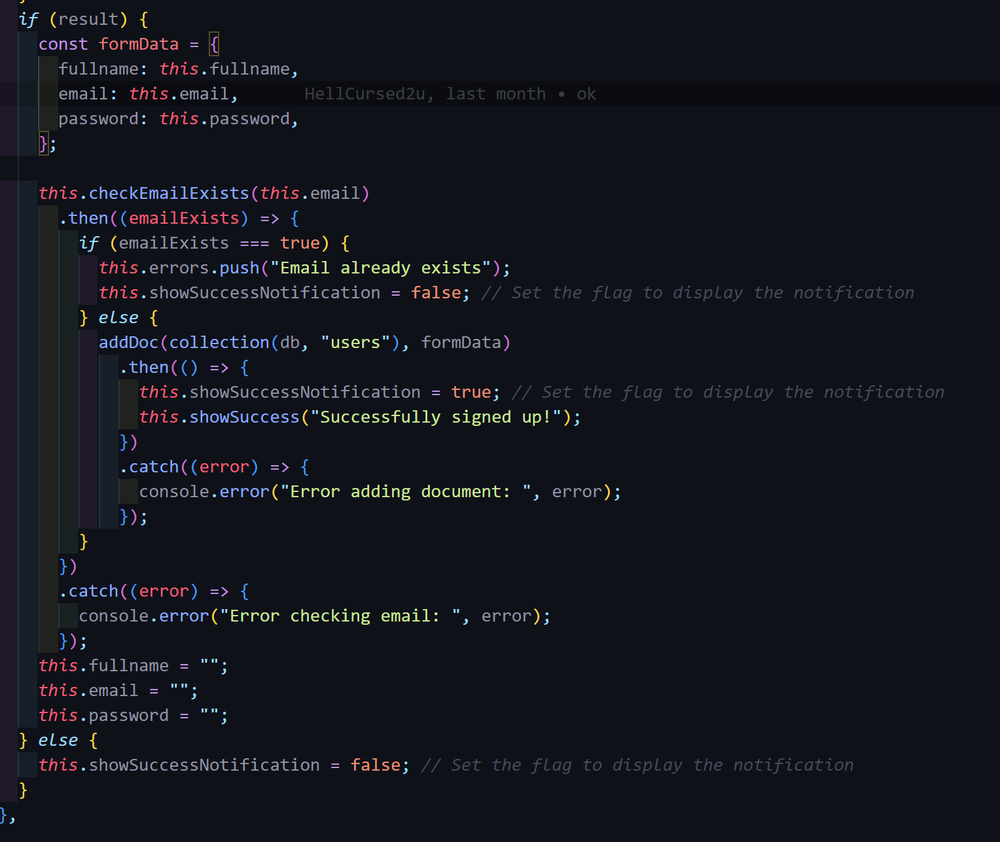 if (result) {
const formData = {
fullname: this.fullname,
email: this.email, HellCursed2u, last month • ok
password: this.password,
};
this.checkEmailExists(this.email)
.then((emailExists) => {
if (emailExists === true) {
this.errors.push("Email already exists");
this.showSuccessNotification = false; // Set the flag to display the notification
} else {
addDoc(collection(db, "users"), formData)
.then(() => {
this.showSuccessNotification = true; // Set the flag to display the notification
this.showSuccess("Successfully signed up!");
})
.catch((error) => {
console.error("Error adding document: ", error);
});
}
})
.catch((error) => {
console.error("Error checking email: ", error);
});
this.fullname = "";
this.email = "";
this.password = "";
} else {
this.showSuccessNotification = false; // Set the flag to display the notification
}
},